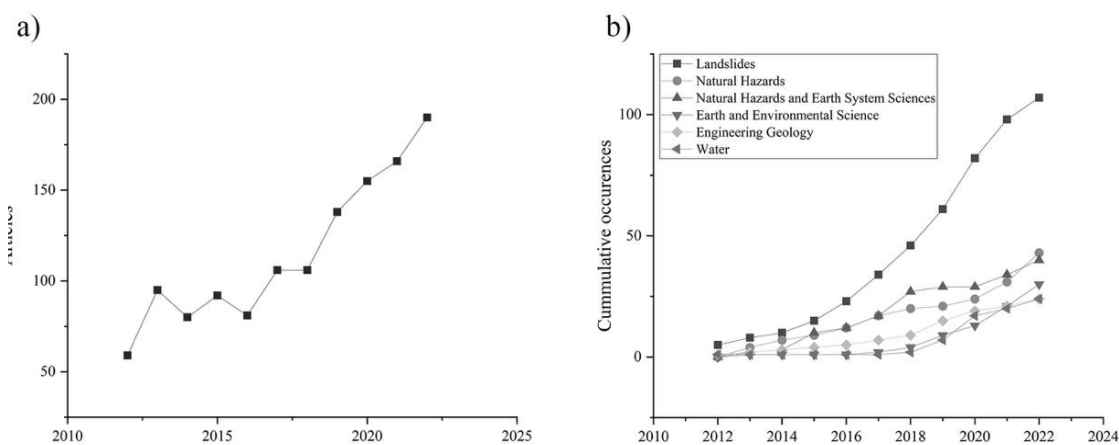 a)
200
150
100
50
2010
2015
2020
2025
b)
Landslides
Natural Hazards
Natural Hazards and Earth System Sciences
Earth and Environmental Science
Engineering Geology
Water
Cummulative occurences
100
50
0
2010
2012
2014
2016
2018
2020
2022
2024